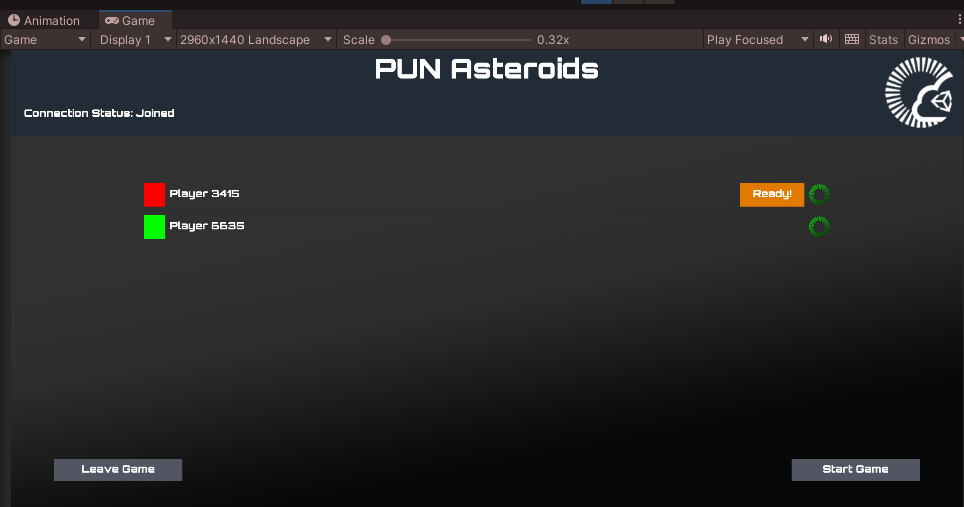 Animation Game
Game Display 1 2960x1440 Landscape Scale 0.32x Play Focused Stats Gizmos
PUN Asteroids
Connection Status: Joined
Player 3415 Ready!
Player 6635
Leave Game Start Game